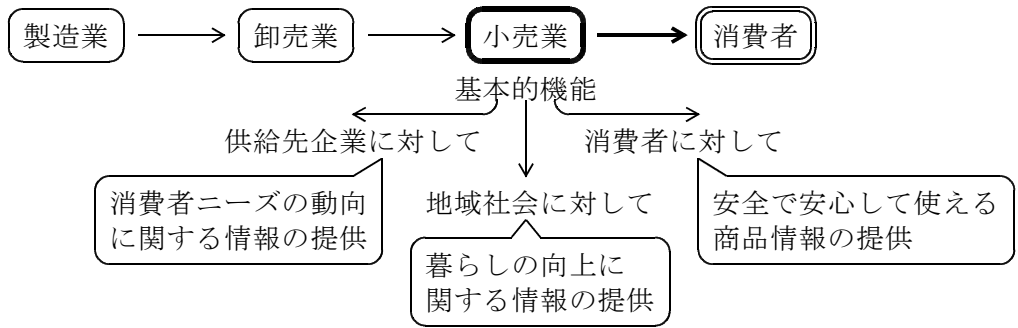 製造業
卸売業
小売業
消費者
基本的機能
供給先企業に対して
消費者に対して
消費者ニーズの動向
に関する情報の提供
地域社会に対して
安全で安心して使える
商品情報の提供
暮らしの向上に
関する情報の提供